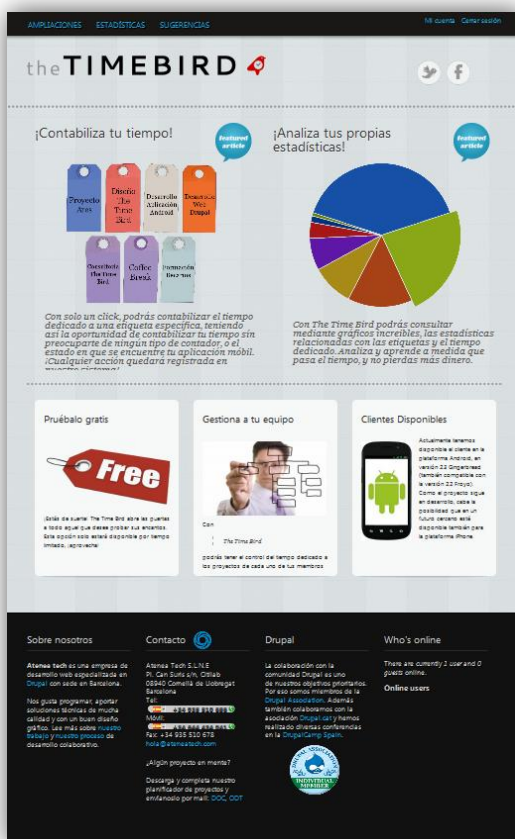 AMPLIACIONES ESTADÍSTICAS SUGERENCIAS
Mi cuenta Cerrar sesión
theTIMEBIRD
¡Contabiliza tu tiempo!
featured
article
Proyecto
Diseño
The
Time
Bird
Desarrollo
Aplicación
Android
Desarrollo
Web
Drupal
The Time
Bird
Coffee
Break
Con solo un click, podrás contabilizar el tiempo
dedicado a una etiqueta específica, teniendo
así la oportunidad de contabilizar tu tiempo sin
preocuparte de ningún tipo de contador, o el
estado en que se encuentre tu aplicación móbil.
¡Cualquier acción quedará registrada en
nuestro sistema!
¡Analiza tus propias
estadísticas!
featured
article
Con The Time Bird podrás consultar
mediante gráficos increíbles, las estadísticas
relacionadas con las etiquetas y el tiempo
dedicado. Analiza y aprende a medida que
pasa el tiempo, y no pierdas más dinero.
Pruébalo gratis
Free
¡Estás de suerte! The Time Bird abre las puertas
a todo aquel que desee probar sus encantos.
Esta opción solo estará disponible por tiempo
limitado, ¡aprovecha!
Gestiona a tu equipo
Con
The Time Bird
podrás tener el control del tiempo dedicado a
los proyectos de cada uno de tus miembros
Clientes Disponibles
Actualmente tenemos
disponible el cliente en la
plataforma Android, en
versión 2.3 Gingerbread
(también compatible con
la versión 2.2 Froyo).
Como el proyecto sigue
en desarrollo, cabe la
posibilidad que en un
futuro cercano esté
disponible también para
la plataforma iPhone.
Sobre nosotros
Atenea tech es una empresa de
desarrollo web especializada en
Drupal con sede en Barcelona.
Nos gusta programar, aportar
soluciones técnicas de mucha
calidad y con un buen diseño
gráfico. Lee más sobre nuestro
trabajo y nuestro proceso de
desarrollo colaborativo.
Contacto
Atenea Tech S.L.N.E
Pl. Can Suris s/n, Citilab
08940 Cornellà de Llobregat
Barcelona
Tel:
Móvil:
Fax: +34 935 510 678
hola@ateneatech.com
¿Algún proyecto en mente?
Descarga y completa nuestro
planificador de proyectos y
envíanoslo por mail: DOC, ODT
Drupal
La colaboración con la
comunidad Drupal es uno
de nuestros objetivos prioritarios.
Por eso somos miembros de la
Drupal Association. Además
también colaboramos con la
asociación Drupal.cat y hemos
realizado diversas conferencias
en la DrupalCamp Spain.
DRUPAL ASSOCIATION
INDIVIDUAL
MEMBER
Who's online
There are currently 1 user and 0
guests online.
Online users